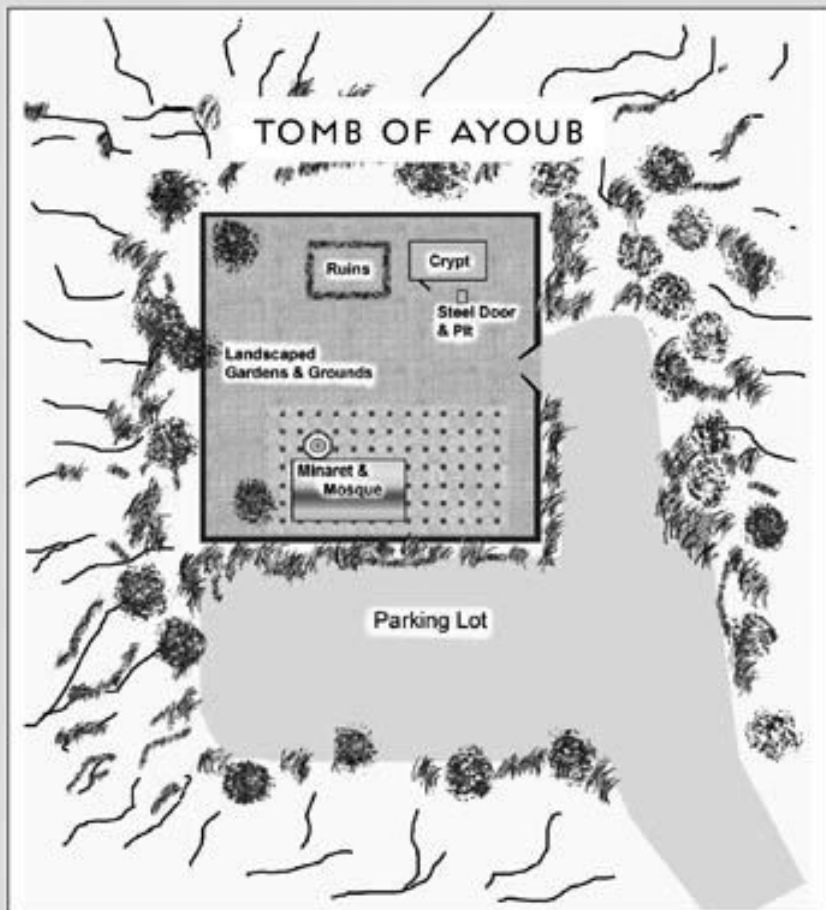 TOMB OF AYOUB
Ruins
Crypt
Steel Door
& Pit
Landscaped
Gardens & Grounds
Minaret &
Mosque
Parking Lot